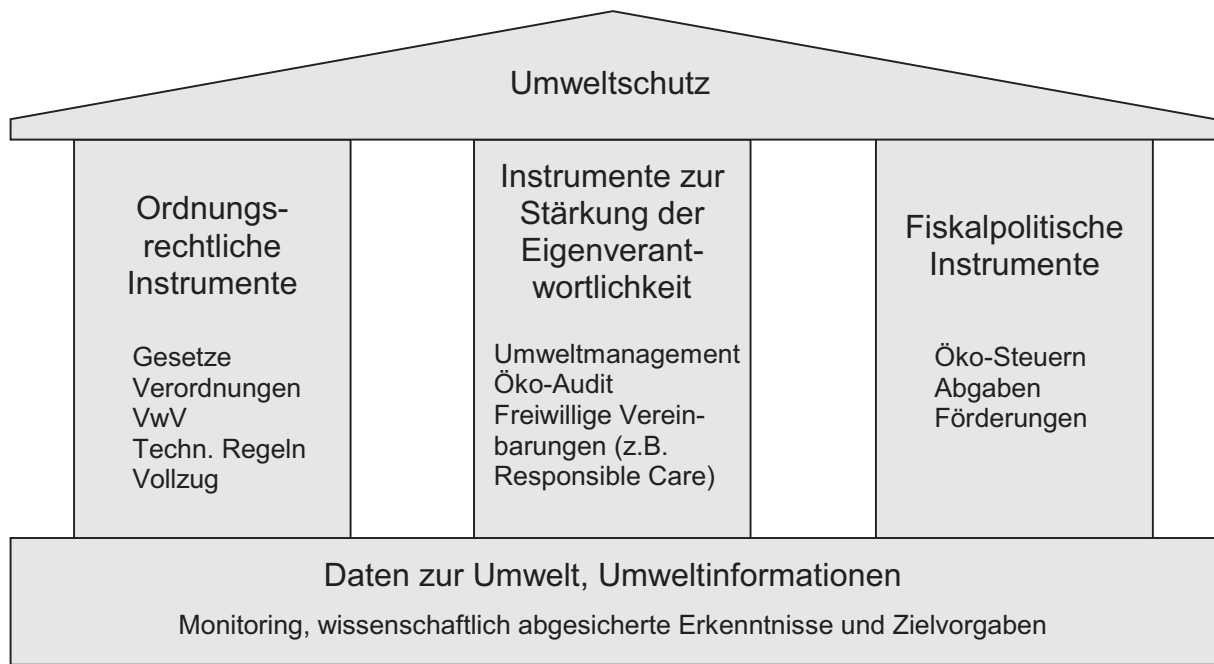 Umweltschutz
Ordnungs-
rechtliche
Instrumente
Gesetze
Verordnungen
VwV
Techn. Regeln
Vollzug
Instrumente zur
Stärkung der
Eigenverant-
wortlichkeit
Umweltmanagement
Öko-Audit
Freiwillige Verein-
barungen (z.B.
Responsible Care)
Fiskalpolitische
Instrumente
Öko-Steuern
Abgaben
Förderungen
Daten zur Umwelt, Umweltinformationen
Monitoring, wissenschaftlich abgesicherte Erkenntnisse und Zielvorgaben